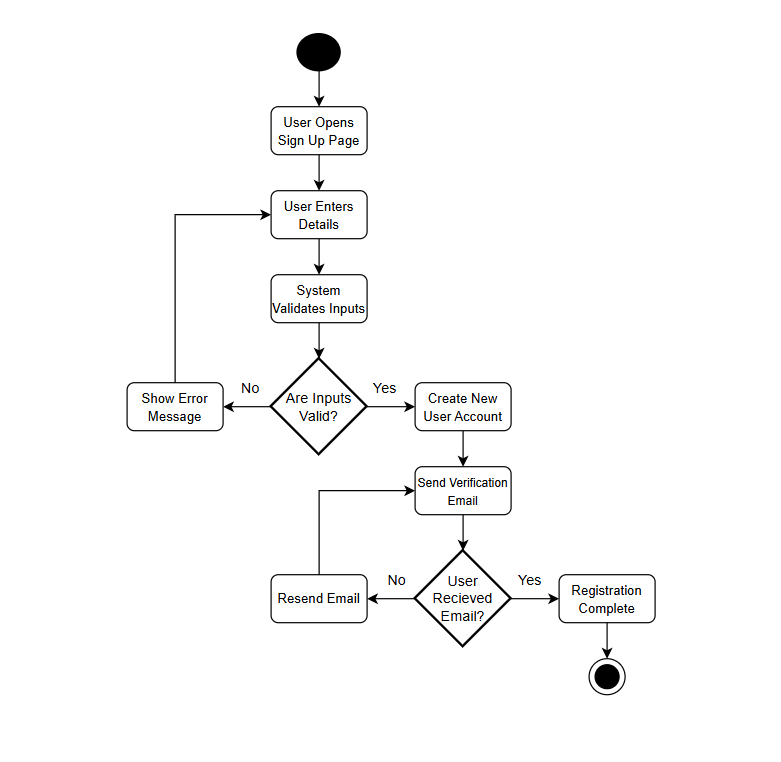 User Opens
Sign Up Page
User Enters
Details
System
Validates Inputs
No
Yes
Show Error
Message
Are Inputs
Valid?
Create New
User Account
Send Verification
Email
No
Yes
Resend Email
User
Recieved
Email?
Registration
Complete